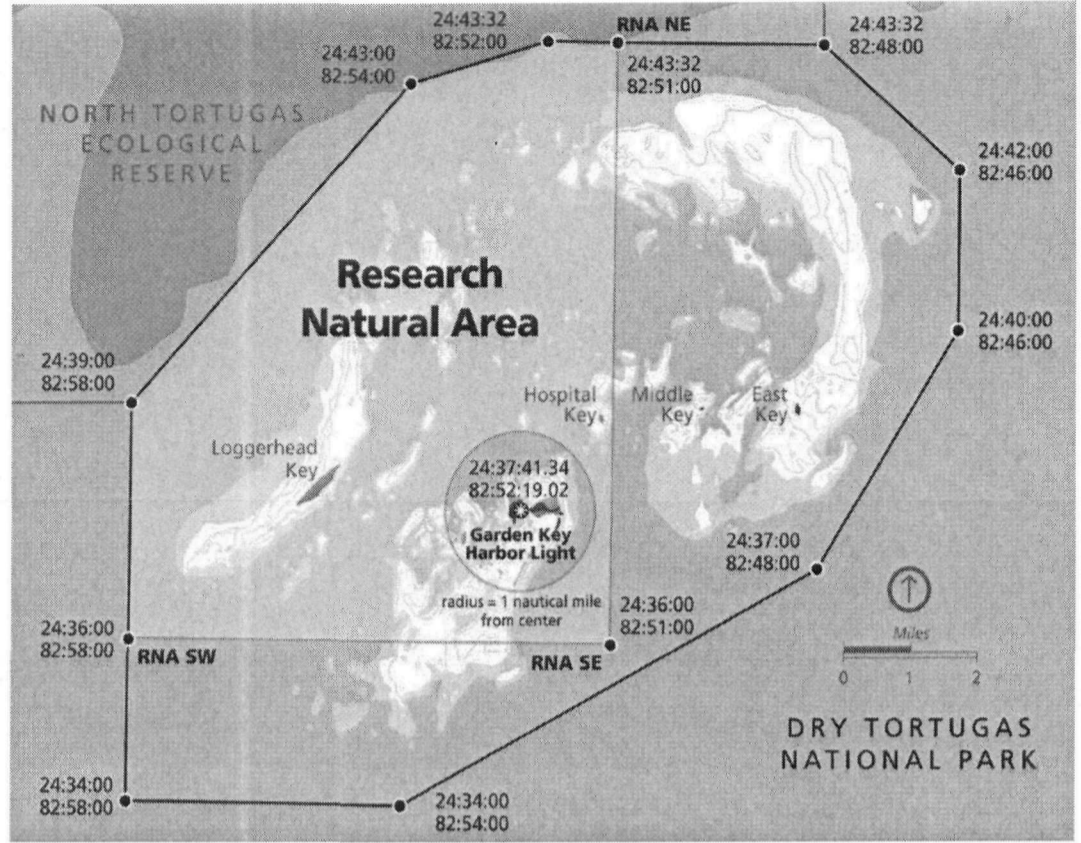 24:43:32
82:52:00
RNA NE
24:43:32
82:48:00
24:43:00
82:54:00
24:43:32
82:51:00
NORTH TORTUGAS
ECOLOGICAL
RESERVE
24:42:00
82:46:00
Research
Natural Area
24:40:00
82:46:00
24:39:00
82:58:00
Hospital
Key
Middle
Key
East
Key
Loggerhead
Key
24:37:41.34
82:52:19.02
Garden Key
Harbor Light
24:37:00
82:48:00
radius = 1 nautical mile
from center
24:36:00
82:51:00
24:36:00
82:58:00
RNA SW
RNA SE
Miles
0 1 2
DRY TORTUGAS
NATIONAL PARK
24:34:00
82:58:00
24:34:00
82:54:00